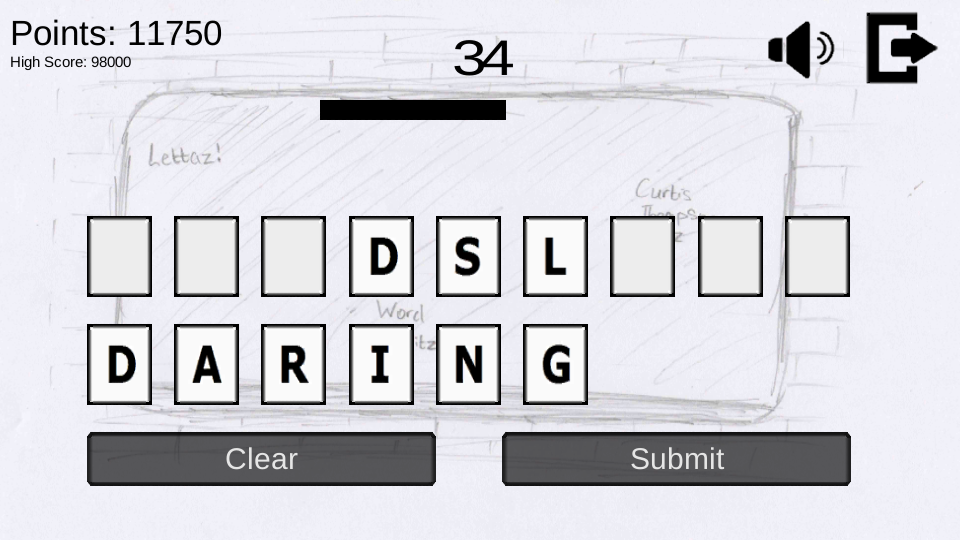 Points: 11750
High Score: 98000
34
Lettaz!
Curtis
D S L
Word
D A R I N G
Clear
Submit